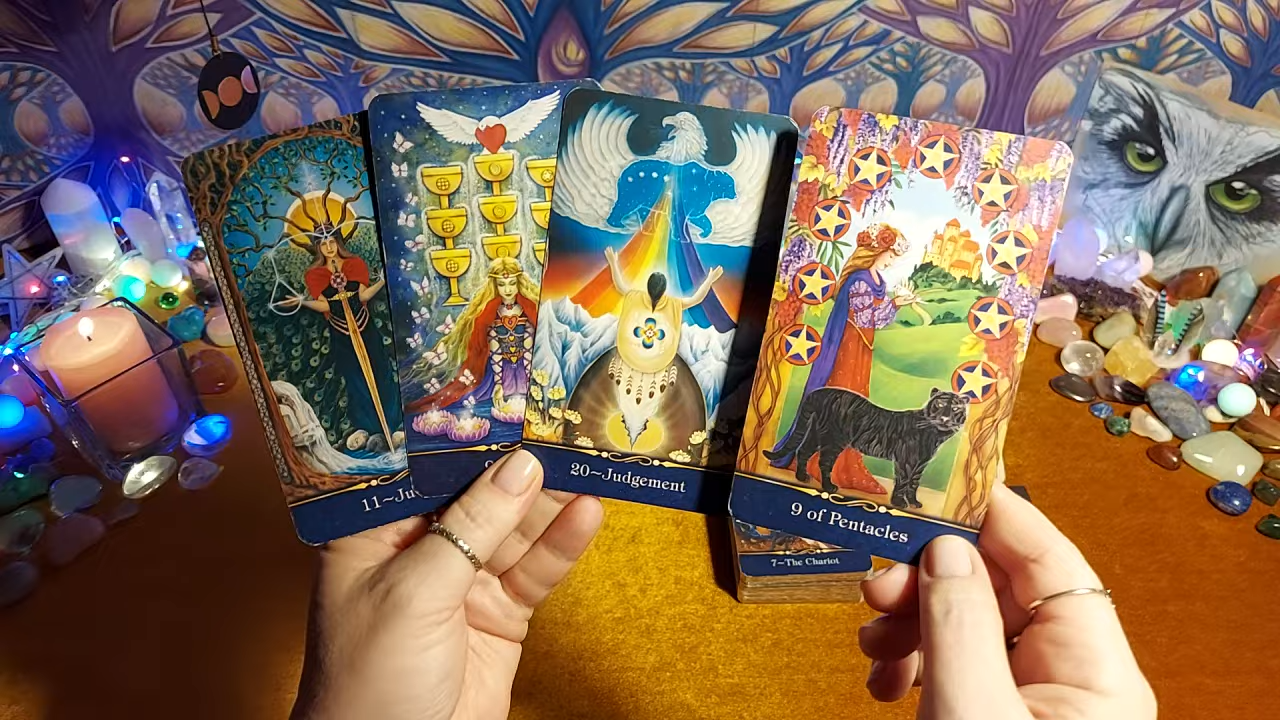 11~Ju
20~Judgement
9 of Pentacles
7~The Chariot